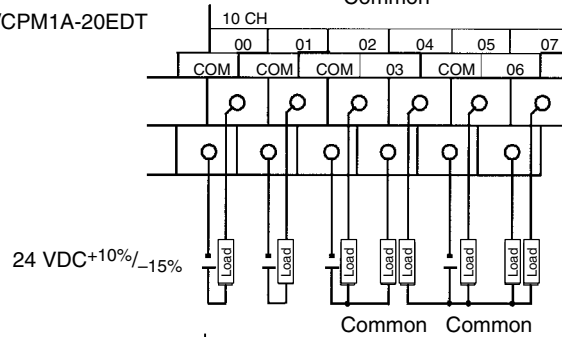 Common
/CPM1A-20EDT
10 CH
00 01 02 04 05 07
COM COM COM 03 COM 06
24 VDC+10%/–15%
Load Load Load Load Load Load Load Load
Common Common